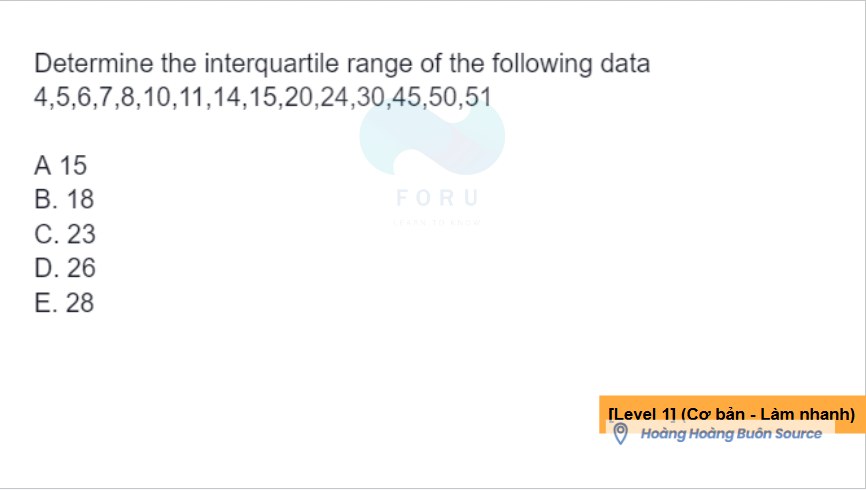 Determine the interquartile range of the following data
4,5,6,7,8,10,11,14,15,20,24,30,45,50,51
A 15
B. 18
C. 23
D. 26
E. 28
FORU
[Level 1] (Cơ bản - Làm nhanh)
Hoàng Hoàng Buôn Source